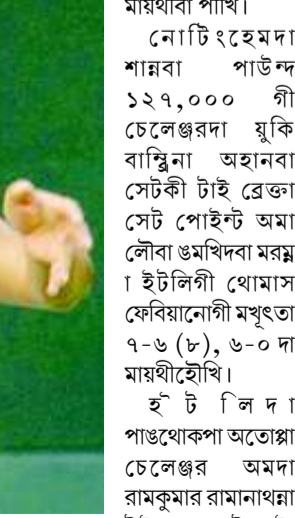 মায়থীবা পীখি।
নোটিংহেমদা
শান্নবা পাউন্দ
১২৭,০০০ গী
চেলেঞ্জরদা য়ুকি
বাম্ব্রিনা অহানবা
সেটকী টাই ব্রেক্তা
সেট পোইন্ট অমা
লৌবা ঙমখিদবা মরম্ন
া ইটলিগী থোমাস
ফেবিয়ানোগী মখুৎতা
৭-৬ (৮), ৬-০ দা
মায়থীহৌখি।
হ ৌ ট ি ল দ া
পাঙথোকপা অতোপ্পা
চেলেঞ্জর অমদা
রামকুমার রামানাথন্না